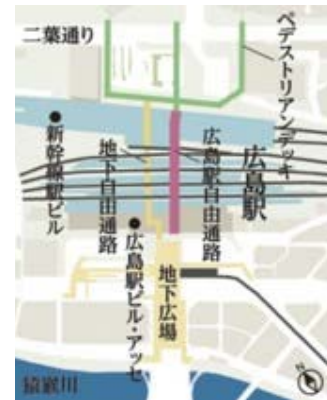 二葉通り
ペデストリアンデッキ
広島駅
広島駅自由通路
地下自由通路
●新幹線駅ビル
●広島駅ビル・アッセ
地下広場
猿猴川
N